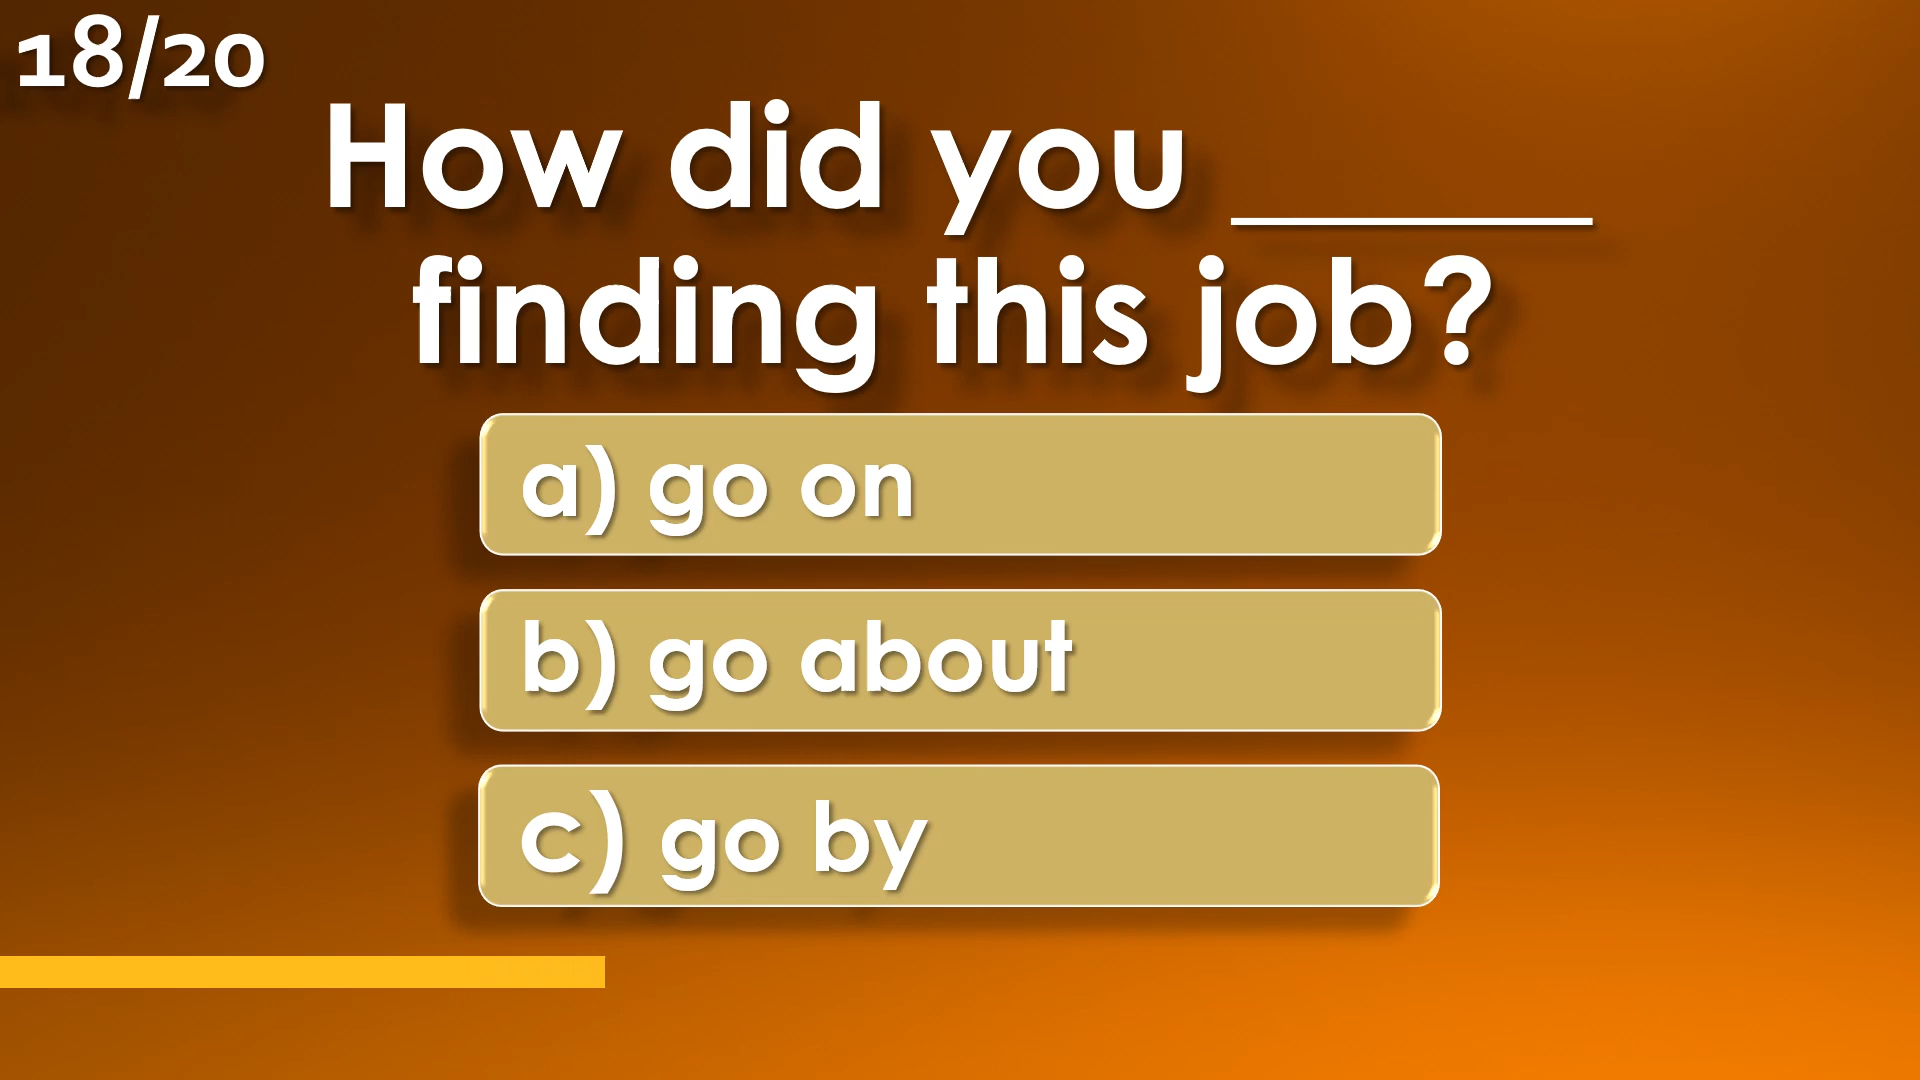 18/20
How did you ______
finding this job?
a) go on
b) go about
c) go by